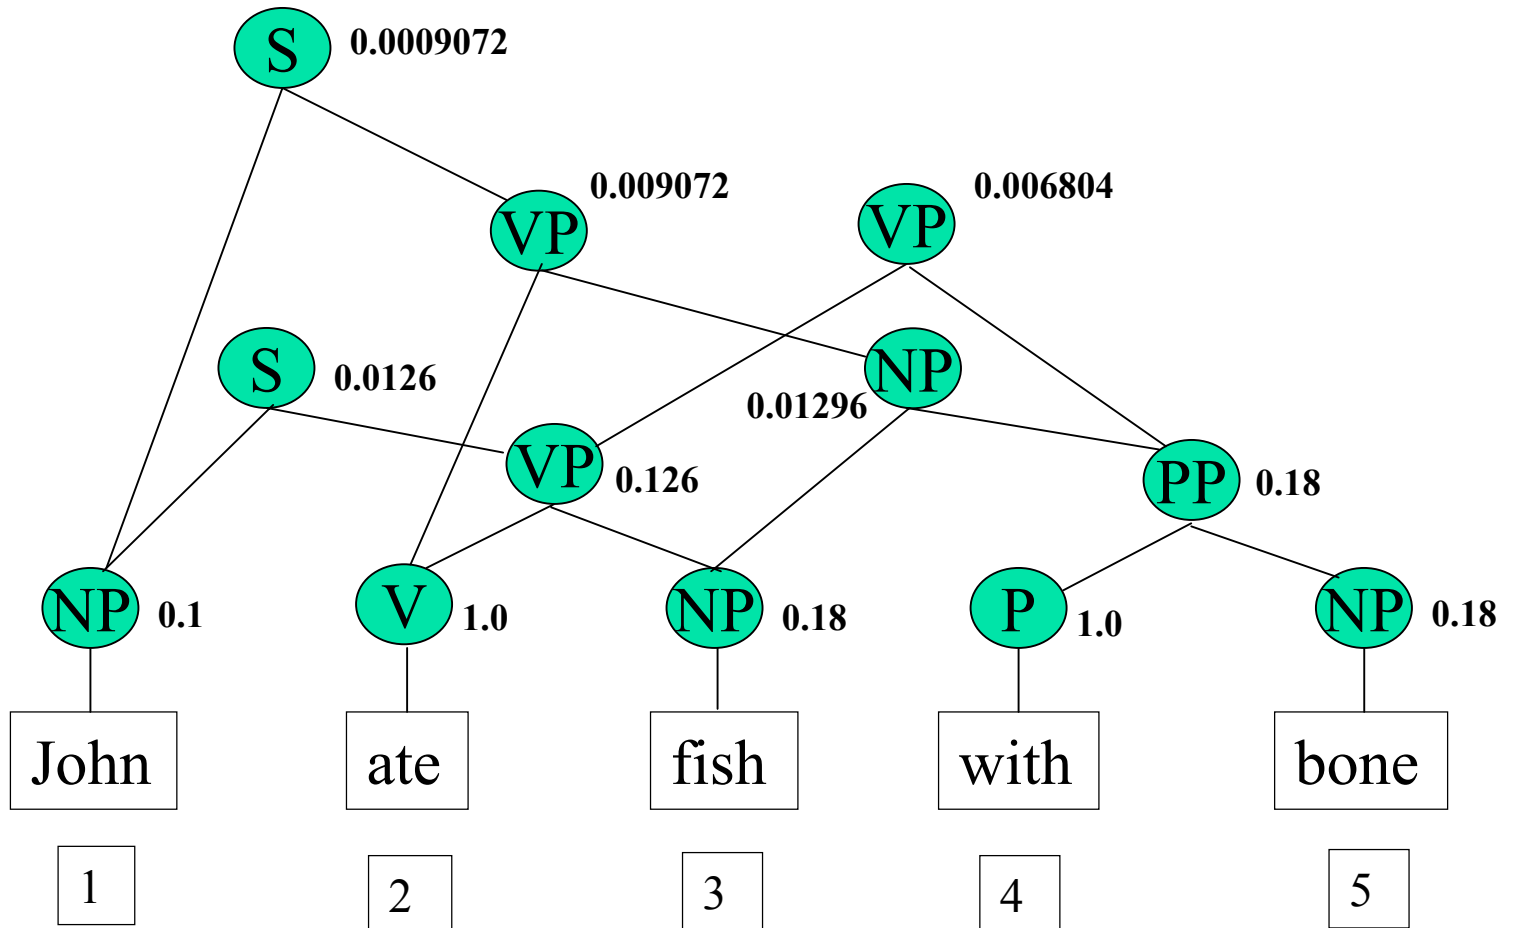 S 0.0009072
VP 0.009072 VP 0.006804
S 0.0126 NP 0.01296
VP 0.126 PP 0.18
NP 0.1 V 1.0 NP 0.18 P 1.0 NP 0.18
John ate fish with bone
1 2 3 4 5